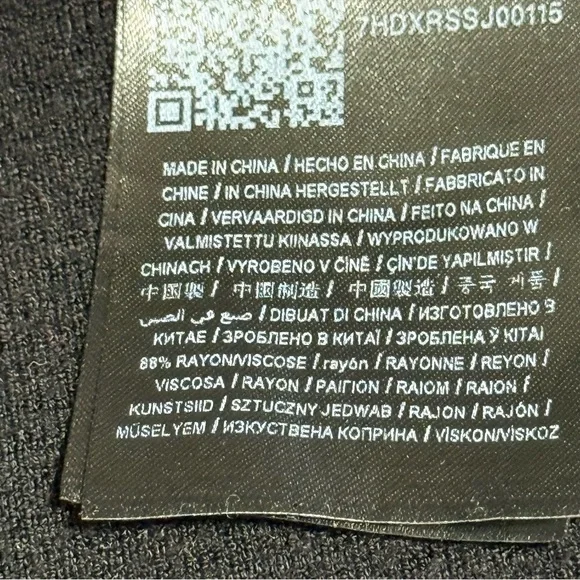 7HDXRSSJ00115
MADE IN CHINA / HECHO EN CHINA / FABRIQUE EN
CHINE / IN CHINA HERGESTELLT / FABBRICATO IN
CINA / VERVAARDIGD IN CHINA / FEITO NA CHINA /
VALMISTETTU KIINASSA / WYPRODUKOWANO W
CHINACH / VYROBENO V ČÍNĚ / ÇİN'DE YAPILMIŞTIR /
中國製 / 中国制造 / 中國製造 / 중국 제품 /
صنع في الصين / DIBUAT DI CHINA / ИЗГОТОВЛЕНО В
КИТАЕ / ЗРОБЛЕНО В КИТАЇ / ЗРОБЛЕНА Ў КІТАІ
88% RAYON/VISCOSE / rayón / RAYONNE / REYON /
VISCOSA / RAYON / ΡΑΙΓΙΟΝ / RAIOM / RAION /
KUNSTSIID / SZTUCZNY JEDWAB / RAJON / RAJÓN /
MŰSELYEM / ИЗКУСТВЕНА КОПРИНА / VISKON/VİSKOZ